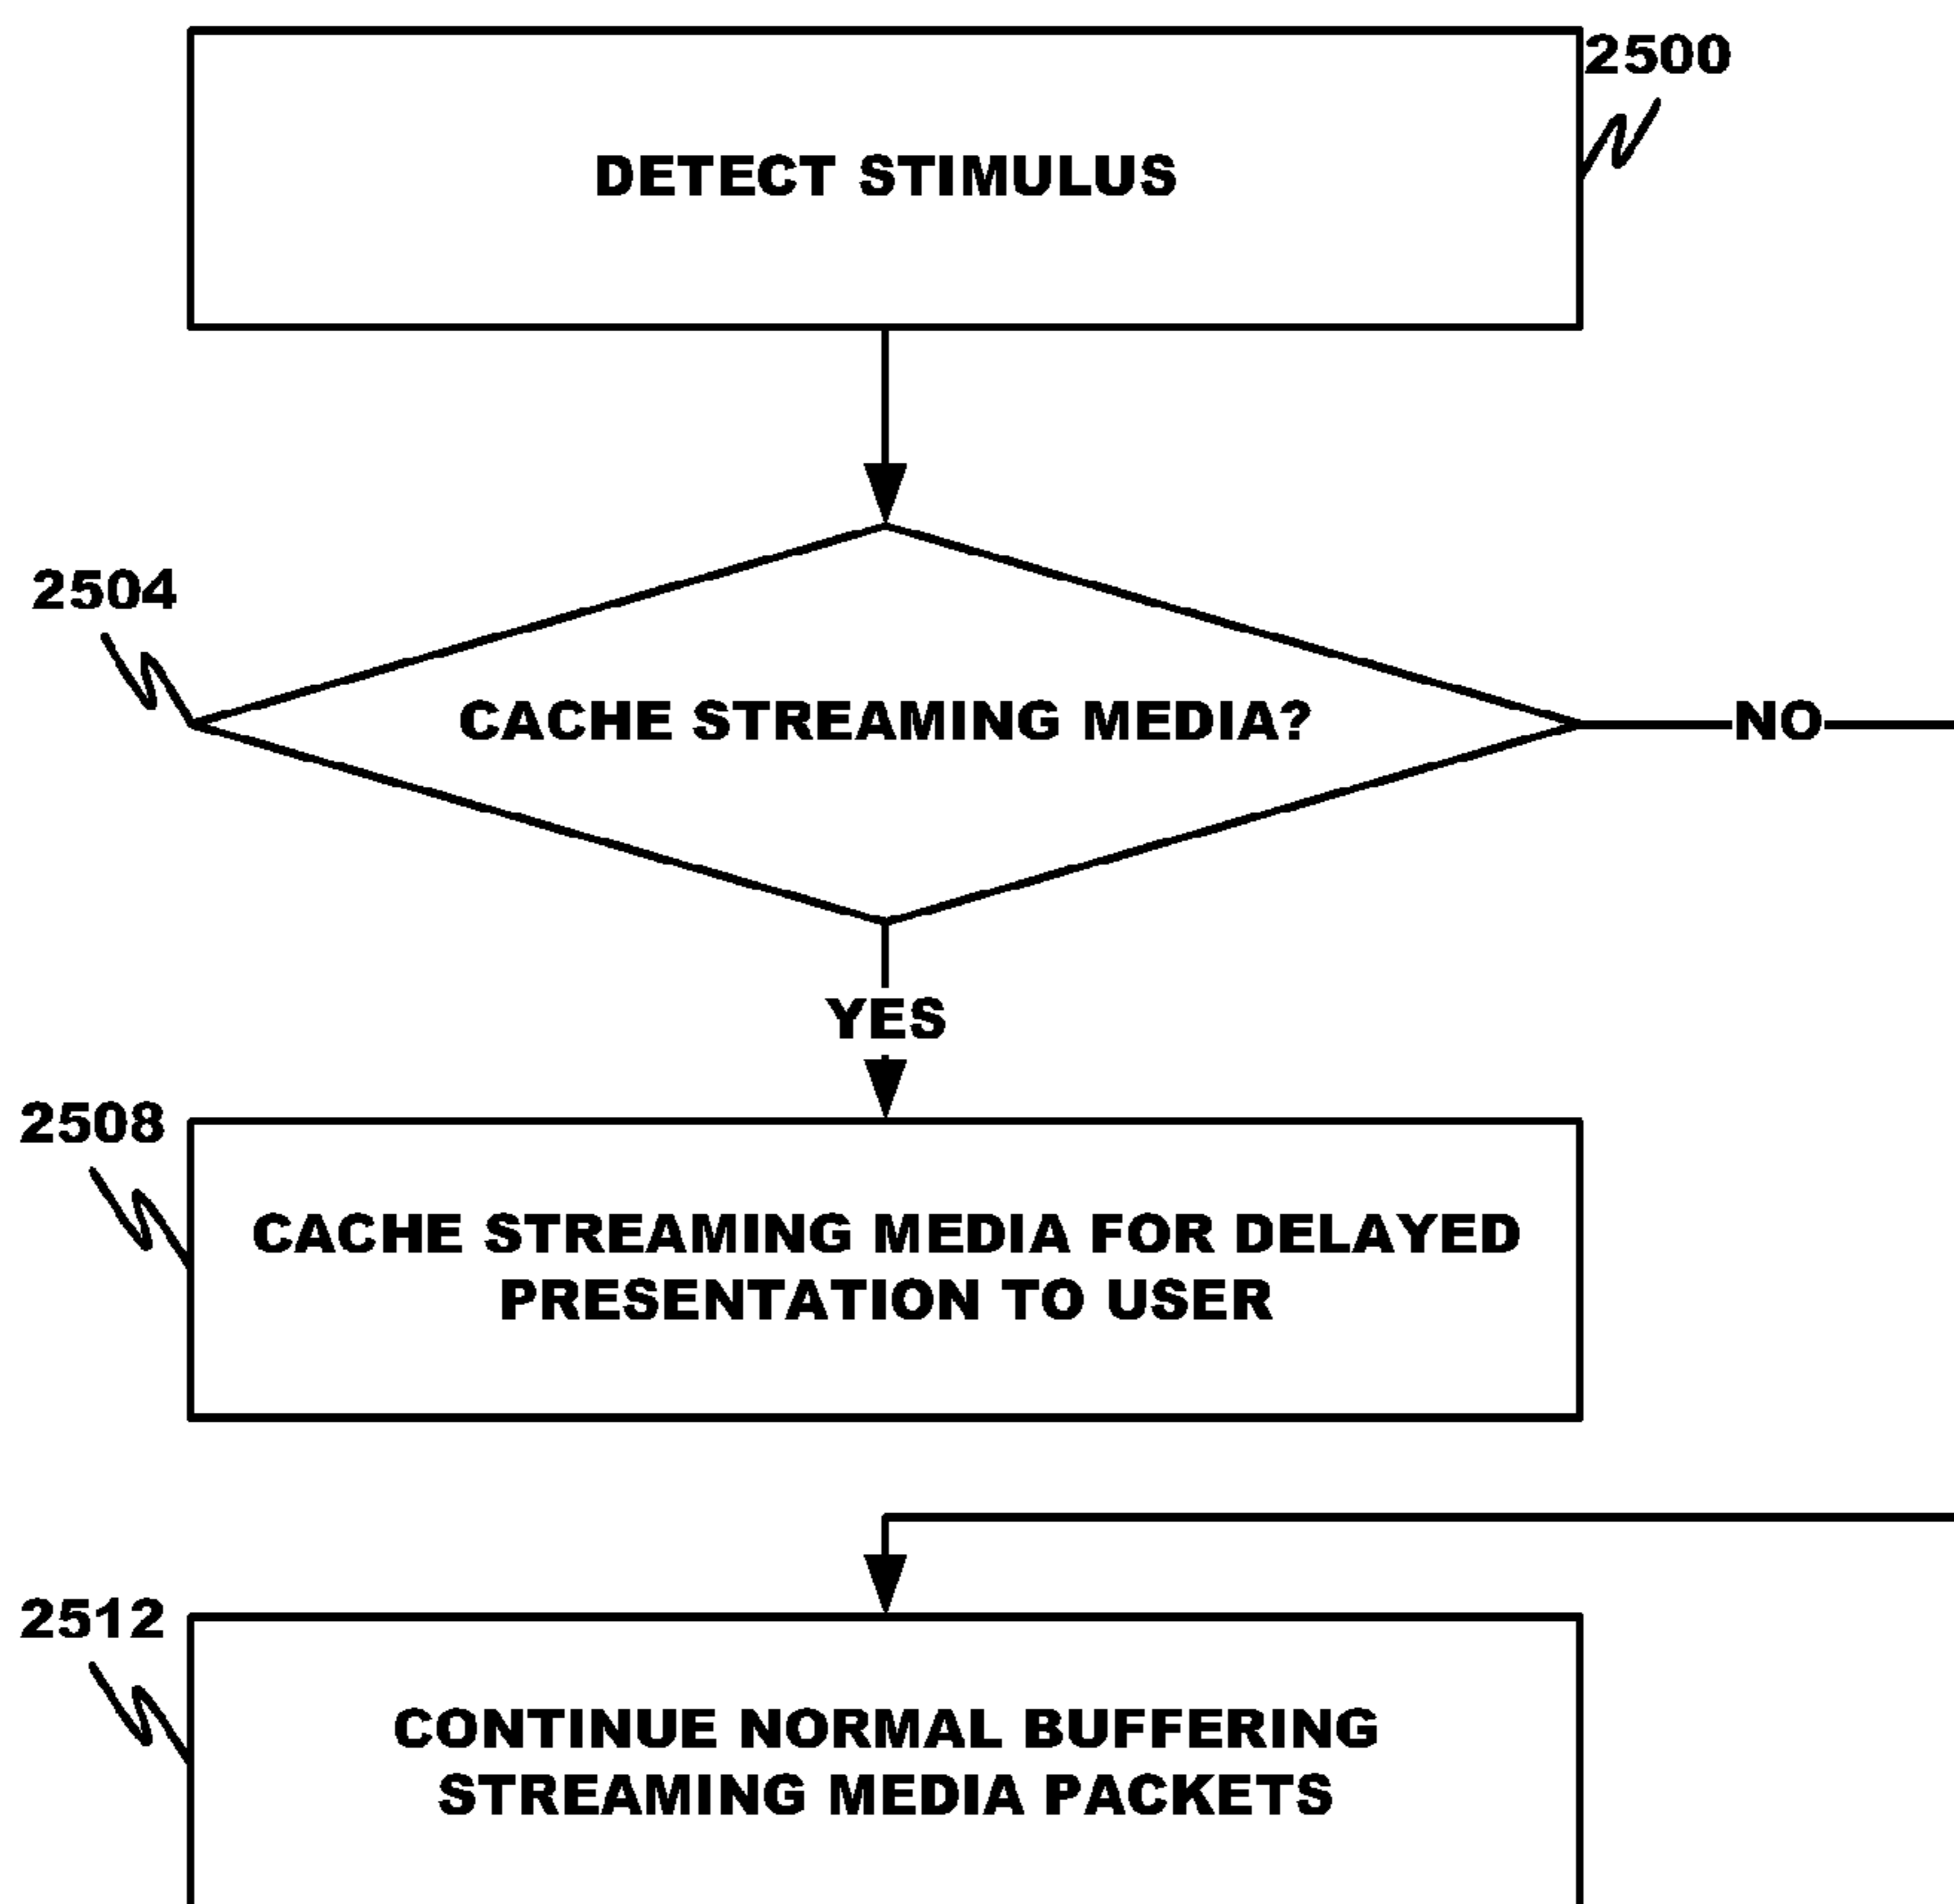 2500
DETECT STIMULUS
2504
CACHE STREAMING MEDIA?
NO
YES
2508
CACHE STREAMING MEDIA FOR DELAYED
PRESENTATION TO USER
2512
CONTINUE NORMAL BUFFERING
STREAMING MEDIA PACKETS